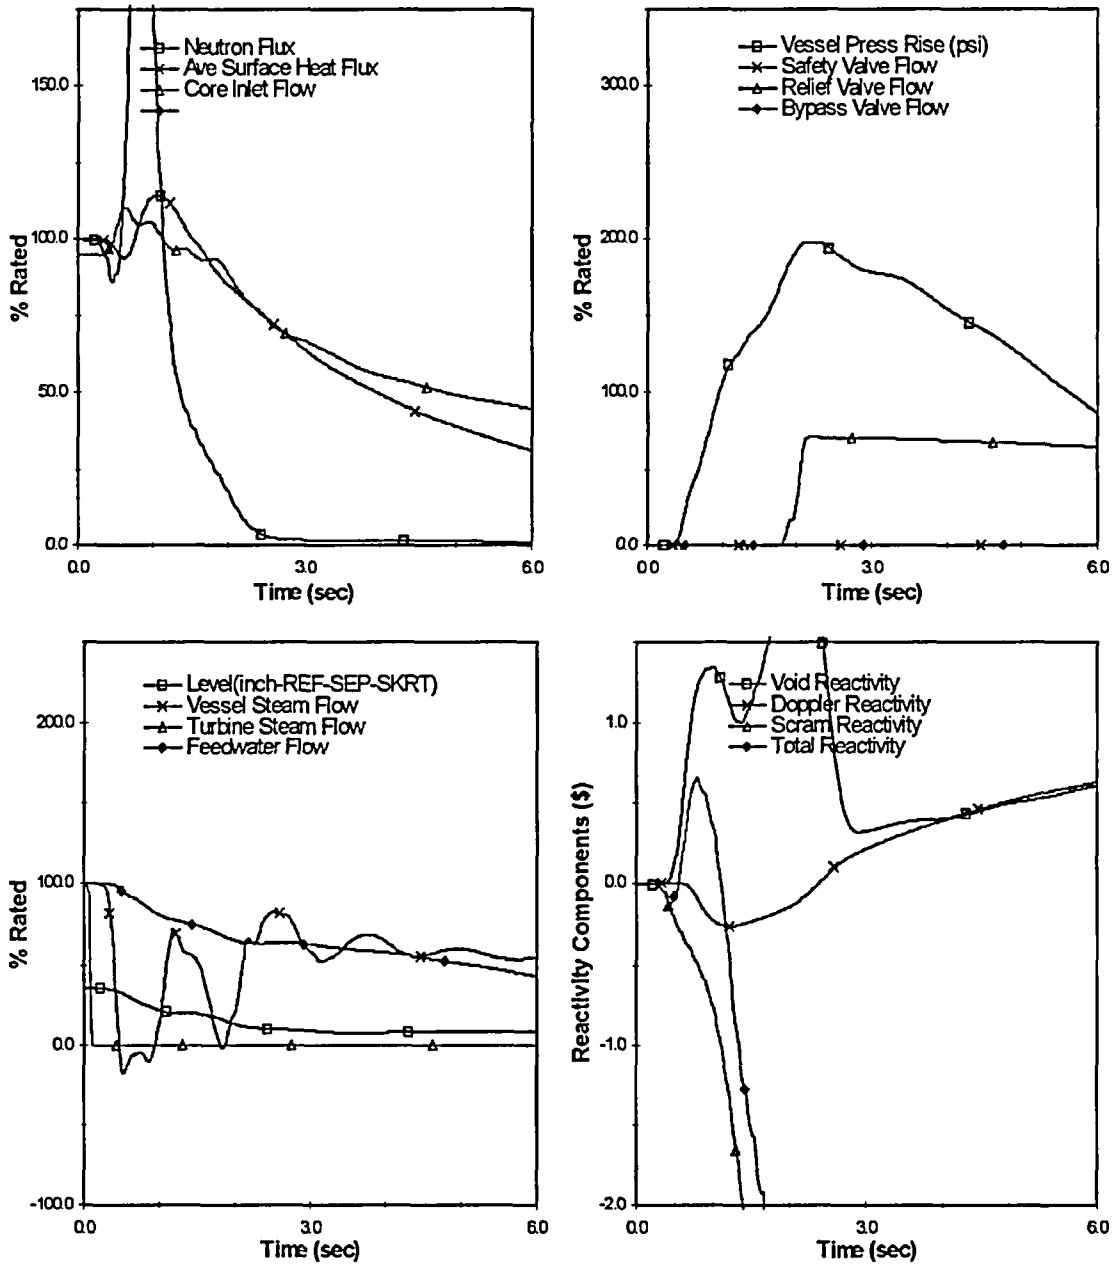 Neutron Flux
Ave Surface Heat Flux
Core Inlet Flow
150.0
100.0
50.0
0.0
% Rated
0.0 3.0 6.0
Time (sec)
Vessel Press Rise (psi)
Safety Valve Flow
Relief Valve Flow
Bypass Valve Flow
300.0
200.0
100.0
0.0
% Rated
0.0 3.0 6.0
Time (sec)
Level(inch-REF-SEP-SKRT)
Vessel Steam Flow
Turbine Steam Flow
Feedwater Flow
200.0
100.0
0.0
-100.0
% Rated
0.0 3.0 6.0
Time (sec)
Void Reactivity
Doppler Reactivity
Scram Reactivity
Total Reactivity
1.0
0.0
-1.0
-2.0
Reactivity Components ($)
0.0 3.0 6.0
Time (sec)